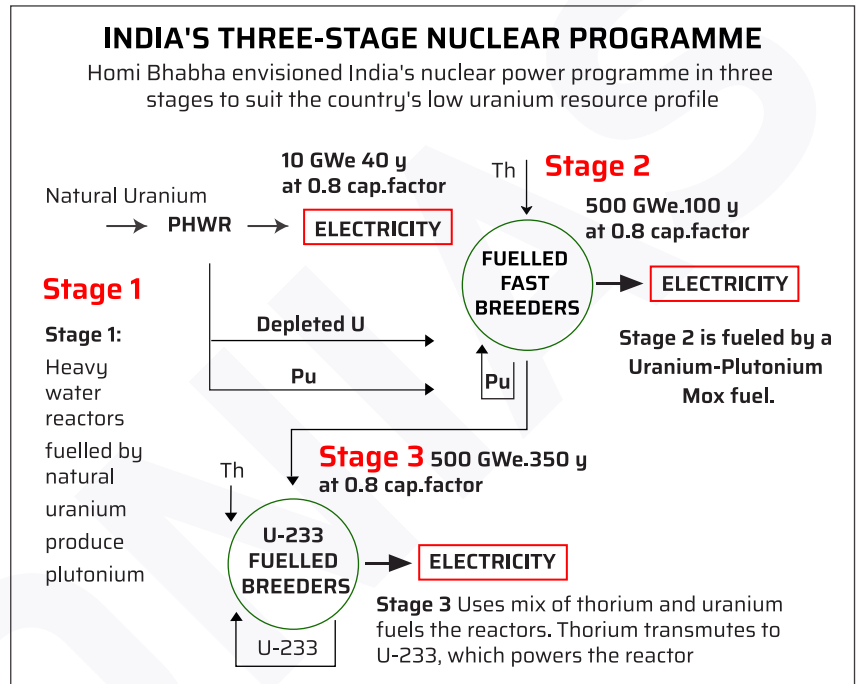 INDIA'S THREE-STAGE NUCLEAR PROGRAMME
Homi Bhabha envisioned India's nuclear power programme in three
stages to suit the country's low uranium resource profile
10 GWe 40 y
at 0.8 cap.factor
Natural Uranium
PHWR
ELECTRICITY
Th
Stage 2
500 GWe.100 y
at 0.8 cap.factor
FUELLED
FAST
BREEDERS
ELECTRICITY
Stage 1
Stage 1:
Heavy
water
reactors
fuelled by
natural
uranium
produce
plutonium
Depleted U
Pu
Pu
Stage 2 is fueled by a
Uranium-Plutonium
Mox fuel.
Stage 3 500 GWe.350 y
at 0.8 cap.factor
Th
U-233
FUELLED
BREEDERS
ELECTRICITY
U-233
Stage 3 Uses mix of thorium and uranium
fuels the reactors. Thorium transmutes to
U-233, which powers the reactor